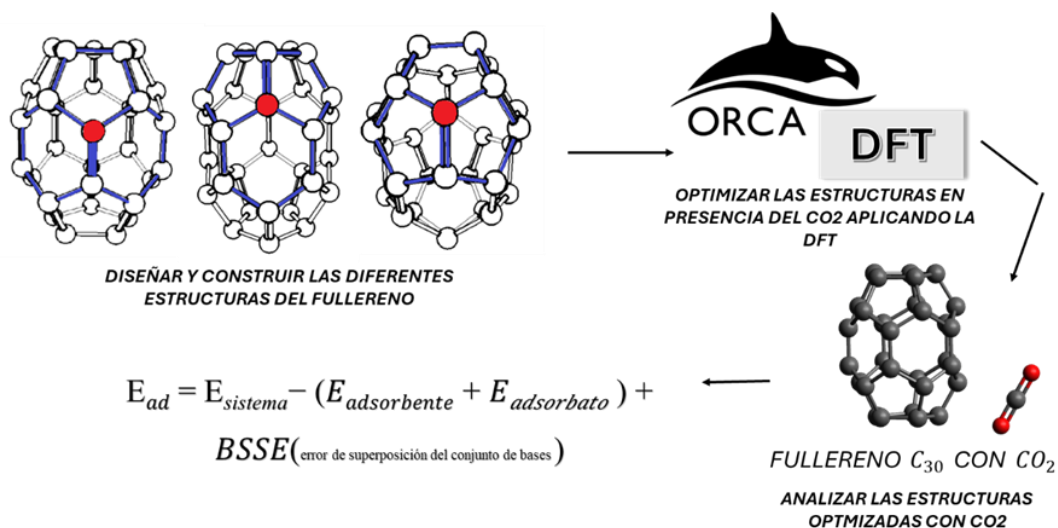 ORCA
DFT
OPTIMIZAR LAS ESTRUCTURAS EN
PRESENCIA DEL CO2 APLICANDO LA
DFT
DISEÑAR Y CONSTRUIR LAS DIFERENTES
ESTRUCTURAS DEL FULLERENO
FULLERENO C₃₀ CON CO₂
ANALIZAR LAS ESTRUCTURAS
OPTMIZADAS CON CO2
E_ad = E_sistema − (E_adsorbente + E_adsorbato) +
BSSE(error de superposición del conjunto de bases)